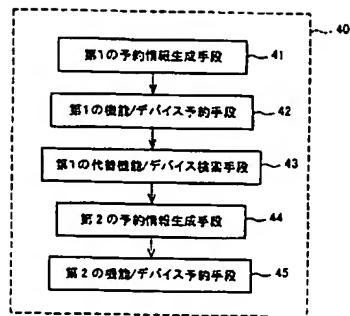 40
第1の予約情報生成手段 41
第1の機能/デバイス予約手段 42
第1の代替機能/デバイス検索手段 43
第2の予約情報生成手段 44
第2の機能/デバイス予約手段 45